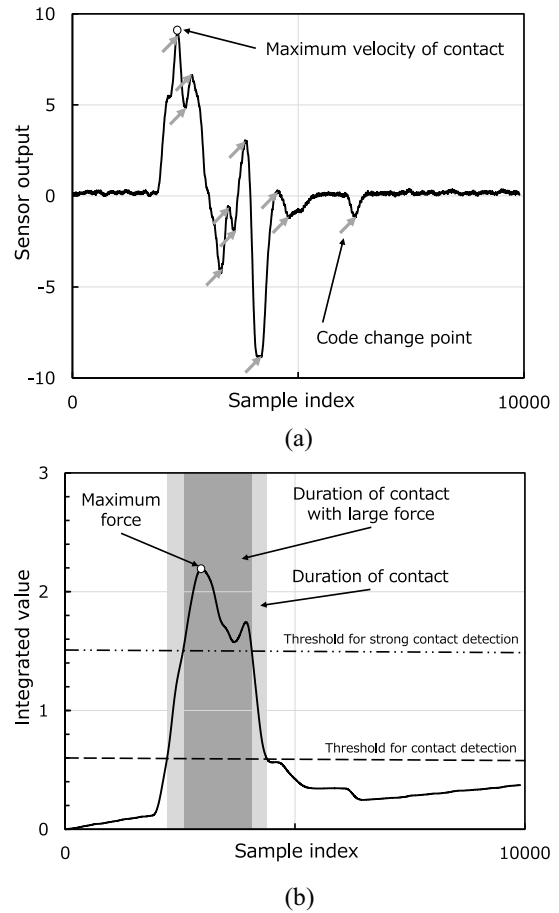 10
Maximum velocity of contact
5
Sensor output
0
-5
Code change point
-10
0
Sample index
10000
(a)
3
Maximum
force
Duration of contact
with large force
Duration of contact
2
Integrated value
Threshold for strong contact detection
1
Threshold for contact detection
0
0
Sample index
10000
(b)